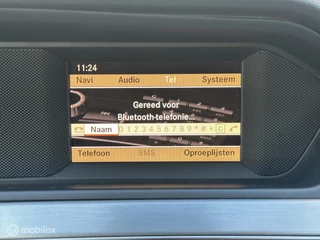 11:24
Navi Audio Tel Systeem
Gereed voor
Bluetooth-telefonie...
Naam 0 1 2 3 4 5 6 7 8 9 * # + C
Telefoon SMS Oproeplijsten
mobielvox